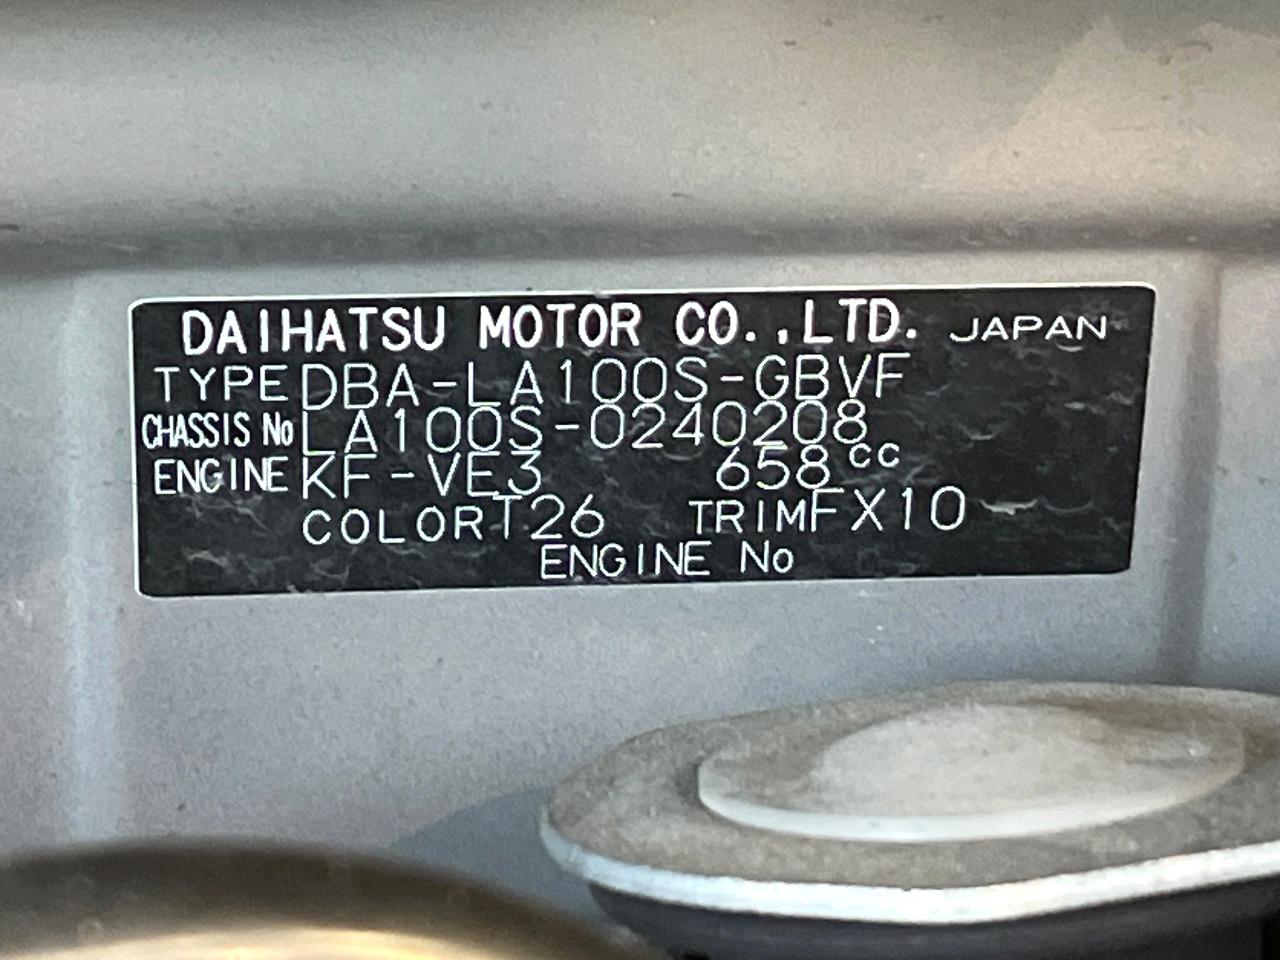 DAIHATSU MOTOR CO.,LTD. JAPAN
TYPE DBA-LA100S-GBVF
CHASSIS No LA100S-0240208
ENGINE KF-VE3 658cc
COLOR T26 TRIM FX10
ENGINE No